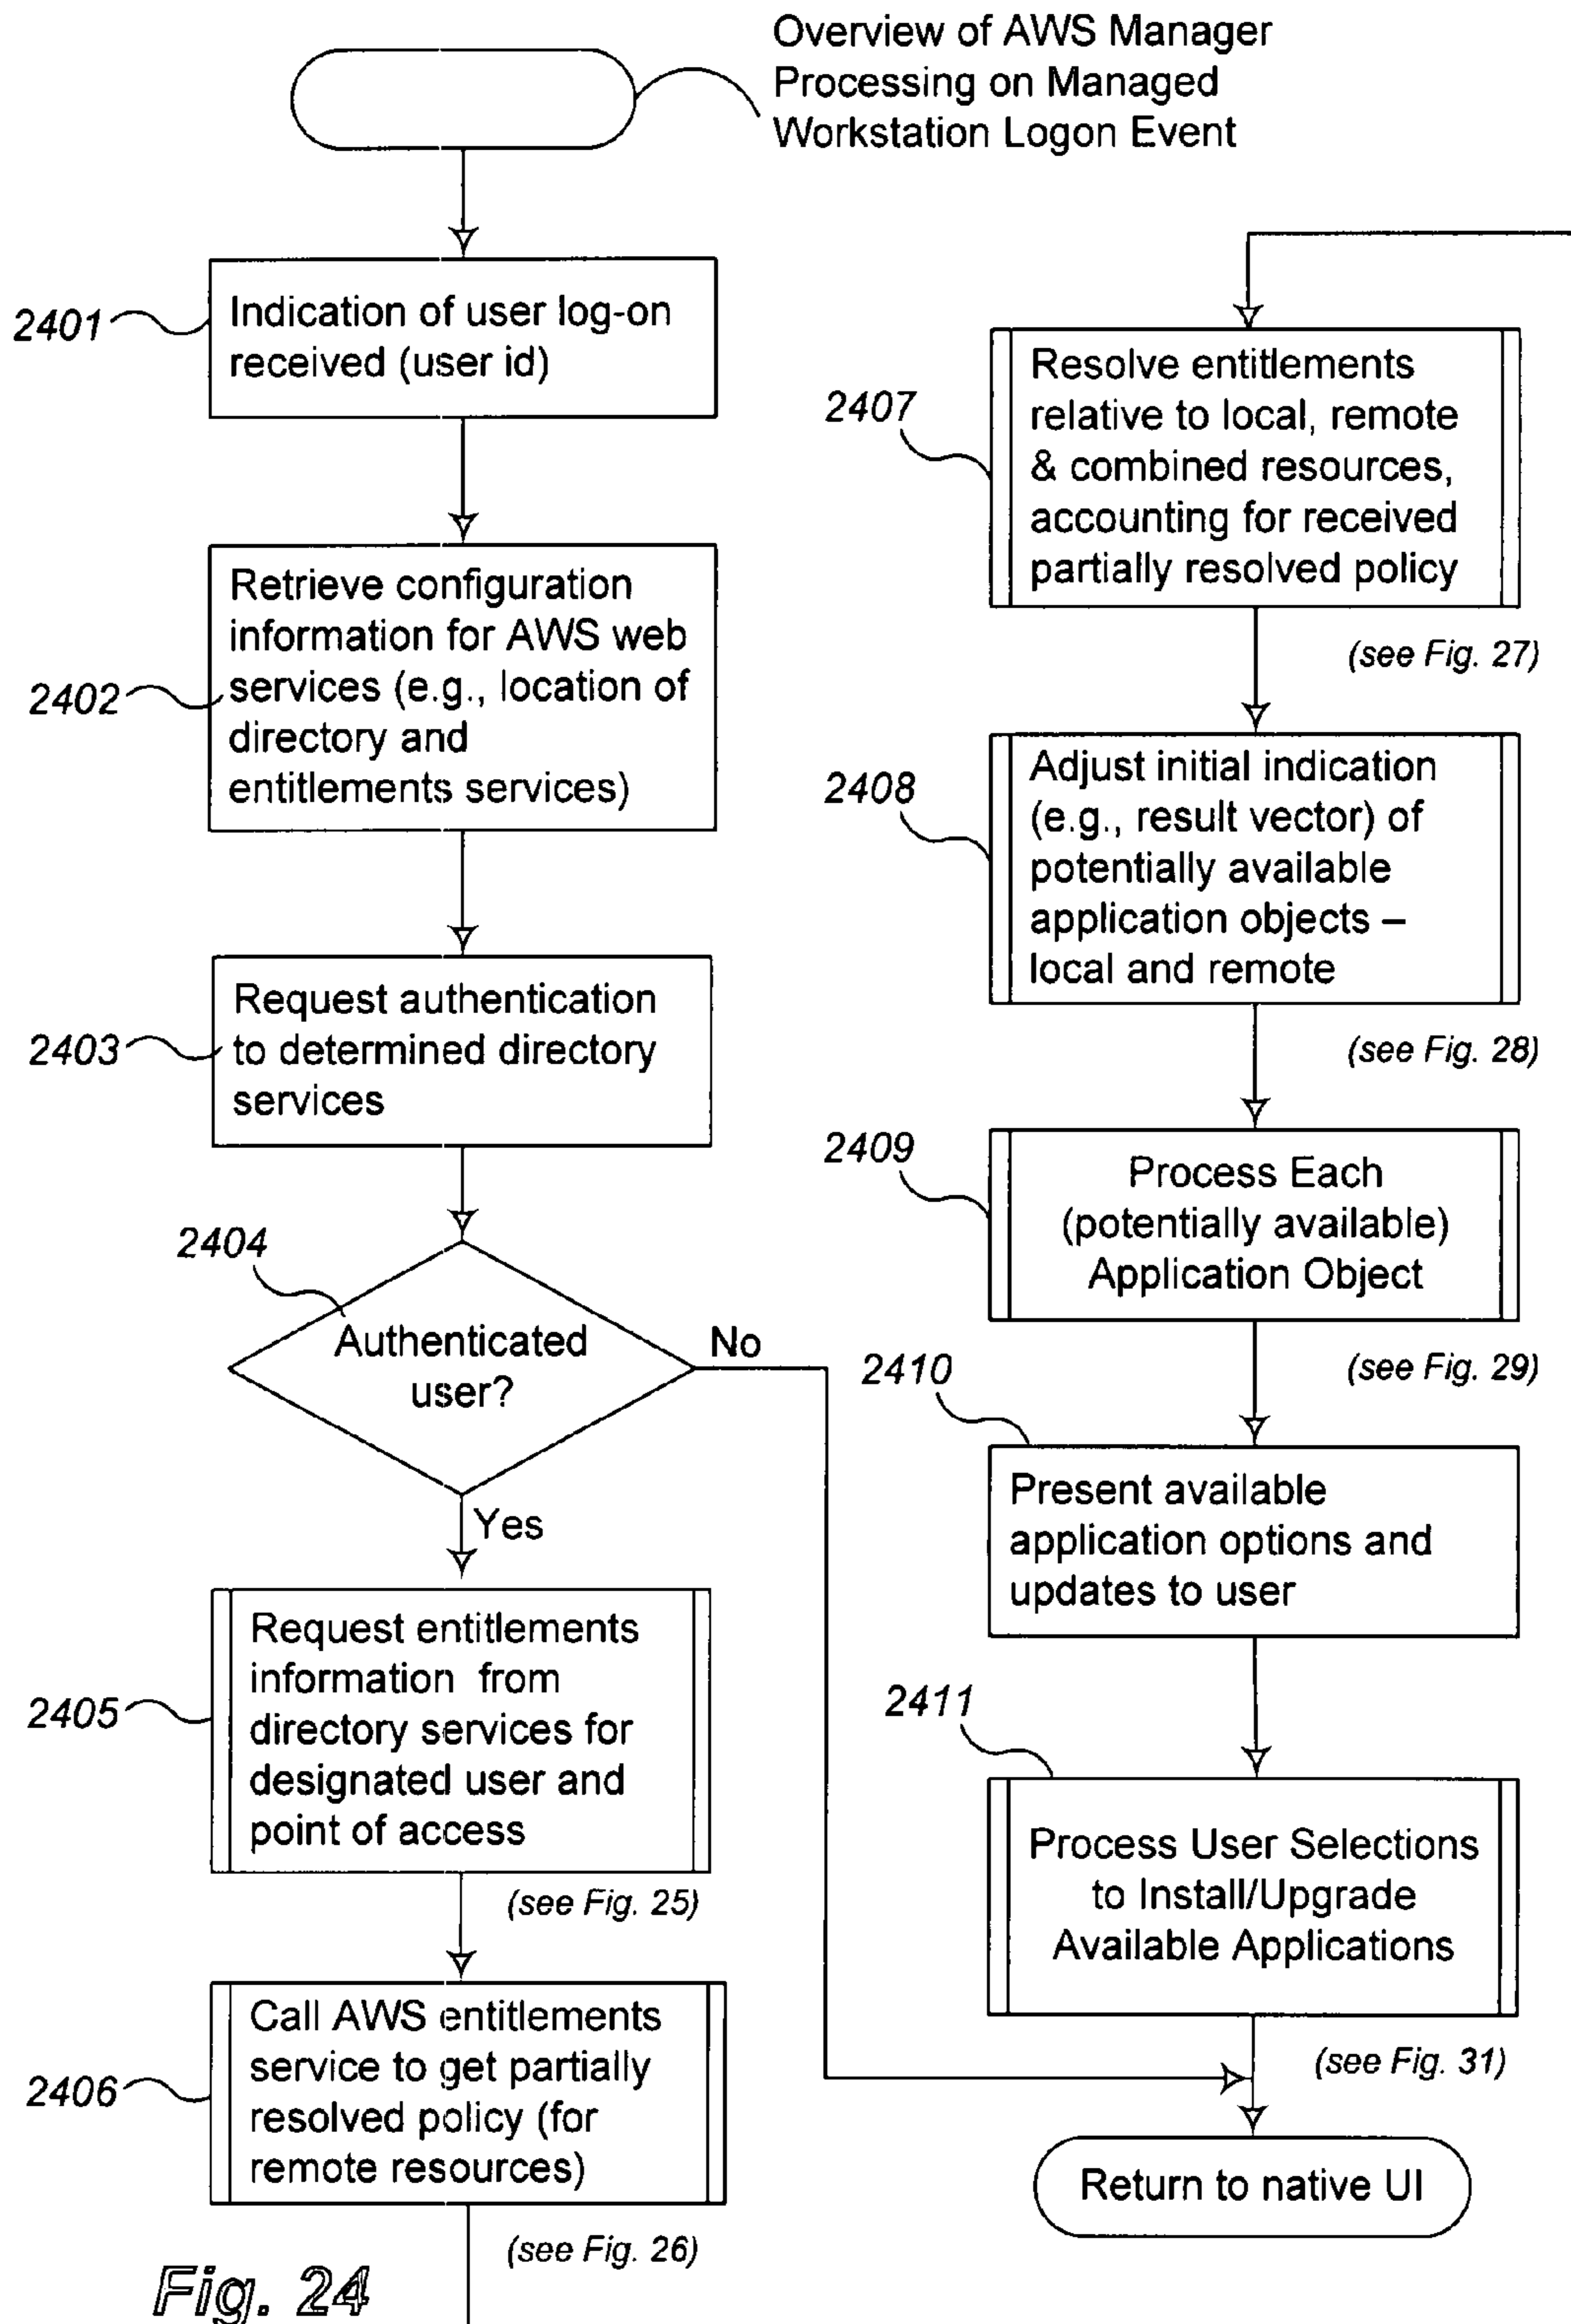 Overview of AWS Manager
Processing on Managed
Workstation Logon Event
2401
Indication of user log-on
received (user id)
2402
Retrieve configuration
information for AWS web
services (e.g., location of
directory and
entitlements services)
2403
Request authentication
to determined directory
services
2404
Authenticated
user?
No
Yes
2405
Request entitlements
information from
directory services for
designated user and
point of access
(see Fig. 25)
2406
Call AWS entitlements
service to get partially
resolved policy (for
remote resources)
(see Fig. 26)
2407
Resolve entitlements
relative to local, remote
& combined resources,
accounting for received
partially resolved policy
(see Fig. 27)
2408
Adjust initial indication
(e.g., result vector) of
potentially available
application objects –
local and remote
(see Fig. 28)
2409
Process Each
(potentially available)
Application Object
(see Fig. 29)
2410
Present available
application options and
updates to user
2411
Process User Selections
to Install/Upgrade
Available Applications
(see Fig. 31)
Return to native UI
Fig. 24